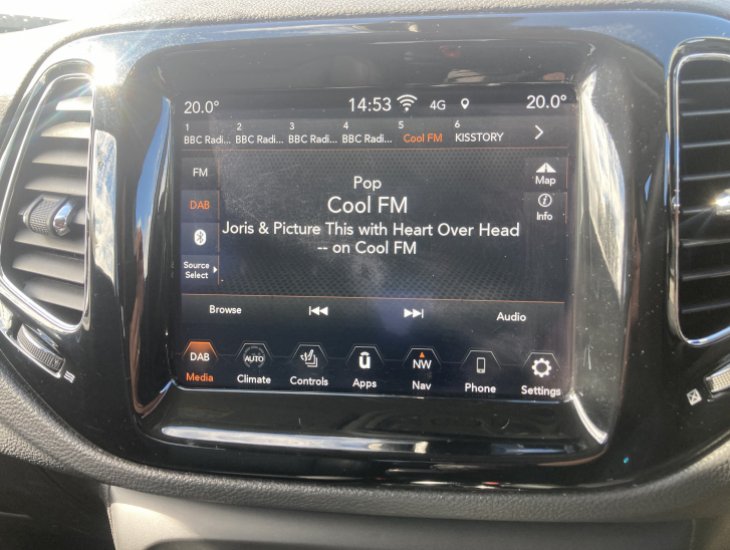 20.0° 14:53 4G 20.0°
1 2 3 4 5 6
BBC Radi... BBC Radi... BBC Radi... BBC Radi... Cool FM KISSTORY
FM
DAB
Source
Select
Pop
Cool FM
Joris & Picture This with Heart Over Head
-- on Cool FM
Map
Info
Browse Audio
DAB AUTO ū NW
Media Climate Controls Apps Nav Phone Settings